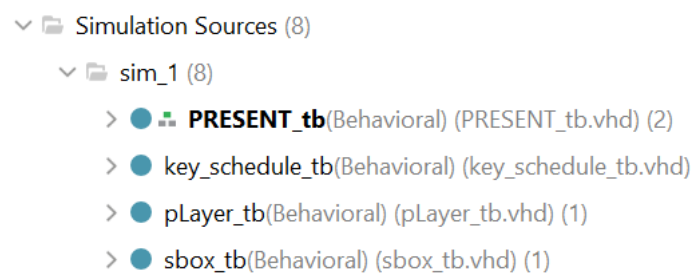 Simulation Sources (8)
sim_1 (8)
PRESENT_tb(Behavioral) (PRESENT_tb.vhd) (2)
key_schedule_tb(Behavioral) (key_schedule_tb.vhd)
pLayer_tb(Behavioral) (pLayer_tb.vhd) (1)
sbox_tb(Behavioral) (sbox_tb.vhd) (1)